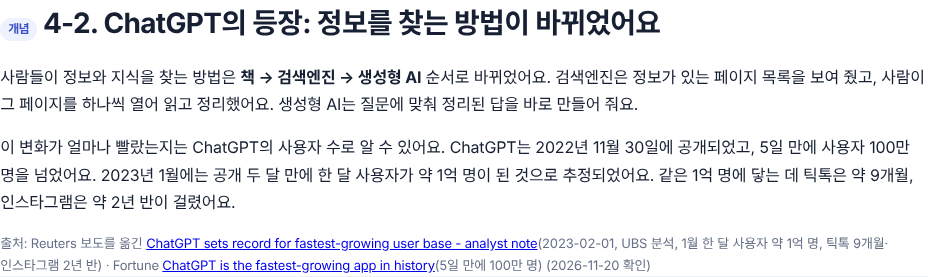 개념 4-2. ChatGPT의 등장: 정보를 찾는 방법이 바뀌었어요
사람들이 정보와 지식을 찾는 방법은 책 → 검색엔진 → 생성형 AI 순서로 바뀌었어요. 검색엔진은 정보가 있는 페이지 목록을 보여 줬고, 사람이
그 페이지를 하나씩 열어 읽고 정리했어요. 생성형 AI는 질문에 맞춰 정리된 답을 바로 만들어 줘요.
이 변화가 얼마나 빨랐는지는 ChatGPT의 사용자 수로 알 수 있어요. ChatGPT는 2022년 11월 30일에 공개되었고, 5일 만에 사용자 100만
명을 넘었어요. 2023년 1월에는 공개 두 달 만에 한 달 사용자가 약 1억 명이 된 것으로 추정되었어요. 같은 1억 명에 닿는 데 틱톡은 약 9개월,
인스타그램은 약 2년 반이 걸렸어요.
출처: Reuters 보도를 옮긴 ChatGPT sets record for fastest-growing user base - analyst note(2023-02-01, UBS 분석, 1월 한 달 사용자 약 1억 명, 틱톡 9개월·
인스타그램 2년 반) · Fortune ChatGPT is the fastest-growing app in history(5일 만에 100만 명) (2026-11-20 확인)